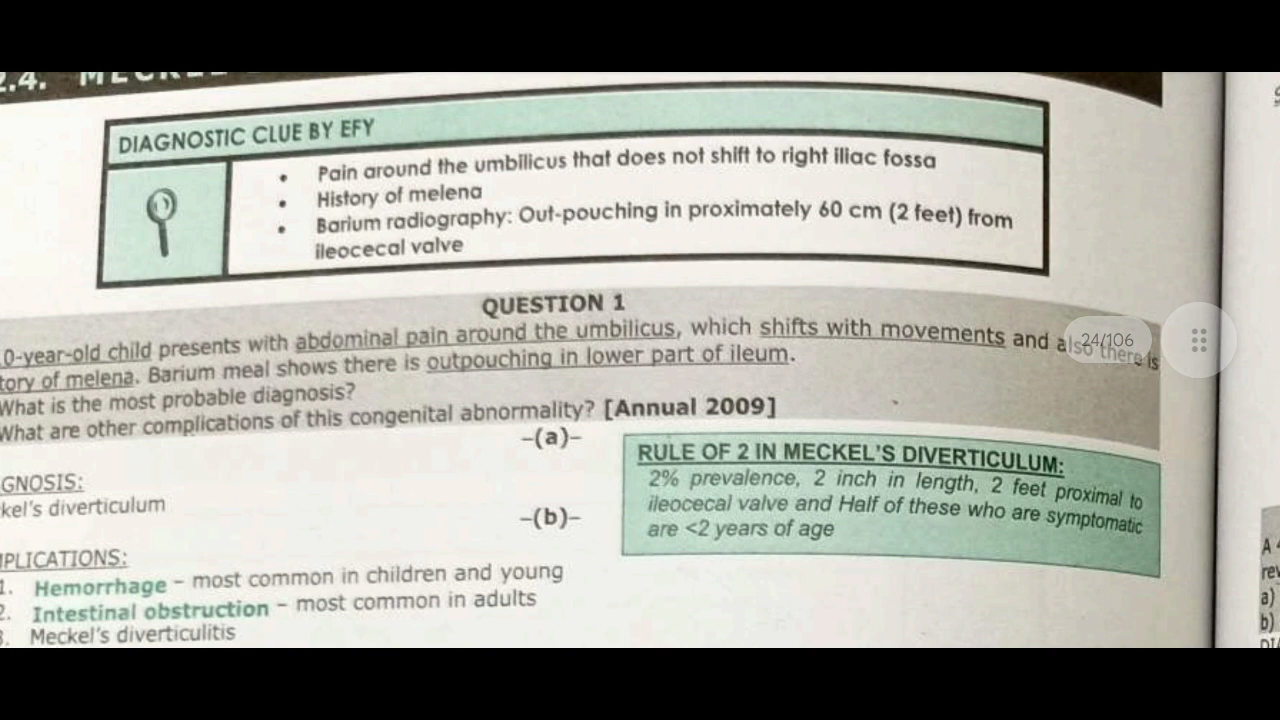 2.4.
DIAGNOSTIC CLUE BY EFY
• Pain around the umbilicus that does not shift to right iliac fossa
• History of melena
• Barium radiography: Out-pouching in proximately 60 cm (2 feet) from
ileocecal valve
QUESTION 1
0-year-old child presents with abdominal pain around the umbilicus, which shifts with movements and also there is
tory of melena. Barium meal shows there is outpouching in lower part of ileum.
What is the most probable diagnosis?
What are other complications of this congenital abnormality? [Annual 2009]
24/106
–(a)–
GNOSIS:
kel's diverticulum
–(b)–
RULE OF 2 IN MECKEL'S DIVERTICULUM:
2% prevalence, 2 inch in length, 2 feet proximal to
ileocecal valve and Half of these who are symptomatic
are <2 years of age
MPLICATIONS:
1. Hemorrhage – most common in children and young
2. Intestinal obstruction – most common in adults
3. Meckel's diverticulitis
A
rev
a)
b)